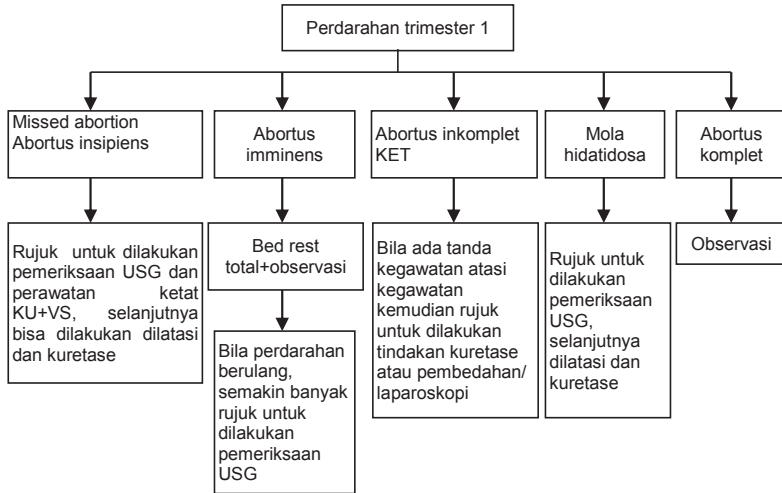 Perdarahan trimester 1
Missed abortion
Abortus insipiens
Abortus
imminens
Abortus inkomplet
KET
Mola
hidatidosa
Abortus
komplet
Rujuk untuk dilakukan
pemeriksaan USG dan
perawatan ketat
KU+VS, selanjutnya
bisa dilakukan dilatasi
dan kuretase
Bed rest
total+observasi
Bila perdarahan
berulang,
semakin banyak
rujuk untuk
dilakukan
pemeriksaan
USG
Bila ada tanda
kegawatan atasi
kegawatan
kemudian rujuk
untuk dilakukan
tindakan kuretase
atau pembedahan/
laparoskopi
Rujuk untuk
dilakukan
pemeriksaan
USG,
selanjutnya
dilatasi dan
kuretase
Observasi